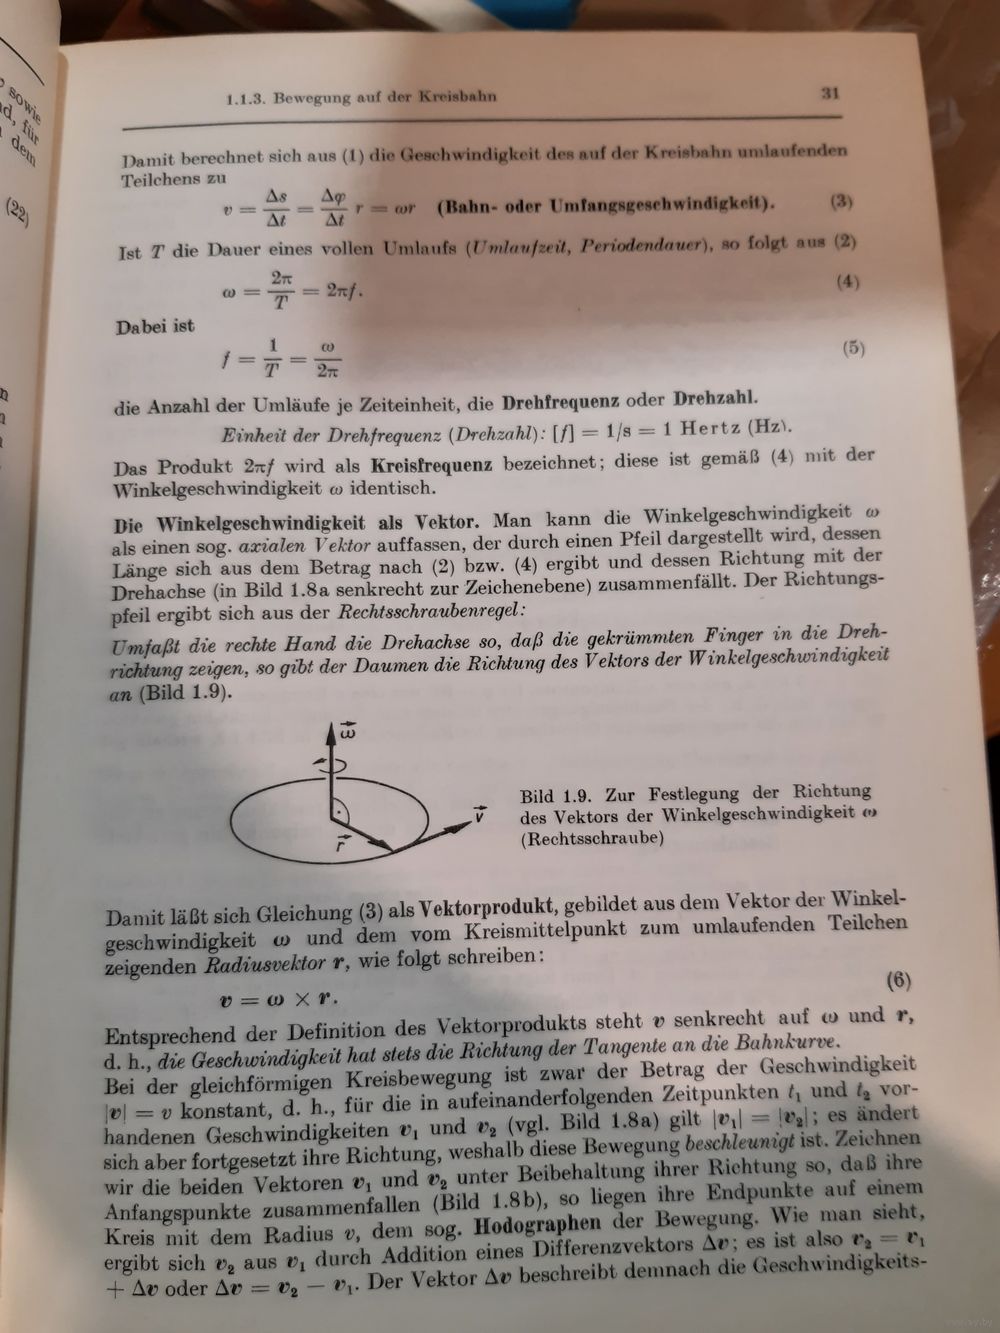 sowie
für
dem
(22)
1.1.3. Bewegung auf der Kreisbahn 31
Damit berechnet sich aus (1) die Geschwindigkeit des auf der Kreisbahn umlaufenden
Teilchens zu
v = Δs/Δt = Δφ/Δt r = ωr (Bahn- oder Umfangsgeschwindigkeit). (3)
Ist T die Dauer eines vollen Umlaufs (Umlaufzeit, Periodendauer), so folgt aus (2)
ω = 2π/T = 2πf. (4)
Dabei ist
f = 1/T = ω/2π (5)
die Anzahl der Umläufe je Zeiteinheit, die Drehfrequenz oder Drehzahl.
Einheit der Drehfrequenz (Drehzahl): [f] = 1/s = 1 Hertz (Hz).
Das Produkt 2πf wird als Kreisfrequenz bezeichnet; diese ist gemäß (4) mit der
Winkelgeschwindigkeit ω identisch.
Die Winkelgeschwindigkeit als Vektor. Man kann die Winkelgeschwindigkeit ω
als einen sog. axialen Vektor auffassen, der durch einen Pfeil dargestellt wird, dessen
Länge sich aus dem Betrag nach (2) bzw. (4) ergibt und dessen Richtung mit der
Drehachse (in Bild 1.8a senkrecht zur Zeichenebene) zusammenfällt. Der Richtungs-
pfeil ergibt sich aus der Rechtsschraubenregel:
Umfaßt die rechte Hand die Drehachse so, daß die gekrümmten Finger in die Dreh-
richtung zeigen, so gibt der Daumen die Richtung des Vektors der Winkelgeschwindigkeit
an (Bild 1.9).
ω⃗
v⃗
r⃗
Bild 1.9. Zur Festlegung der Richtung
des Vektors der Winkelgeschwindigkeit ω
(Rechtsschraube)
Damit läßt sich Gleichung (3) als Vektorprodukt, gebildet aus dem Vektor der Winkel-
geschwindigkeit ω und dem vom Kreismittelpunkt zum umlaufenden Teilchen
zeigenden Radiusvektor r, wie folgt schreiben:
v = ω × r. (6)
Entsprechend der Definition des Vektorprodukts steht v senkrecht auf ω und r,
d. h., die Geschwindigkeit hat stets die Richtung der Tangente an die Bahnkurve.
Bei der gleichförmigen Kreisbewegung ist zwar der Betrag der Geschwindigkeit
|v| = v konstant, d. h., für die in aufeinanderfolgenden Zeitpunkten t₁ und t₂ vor-
handenen Geschwindigkeiten v₁ und v₂ (vgl. Bild 1.8a) gilt |v₁| = |v₂|; es ändert
sich aber fortgesetzt ihre Richtung, weshalb diese Bewegung beschleunigt ist. Zeichnen
wir die beiden Vektoren v₁ und v₂ unter Beibehaltung ihrer Richtung so, daß ihre
Anfangspunkte zusammenfallen (Bild 1.8b), so liegen ihre Endpunkte auf einem
Kreis mit dem Radius v, dem sog. Hodographen der Bewegung. Wie man sieht,
ergibt sich v₂ aus v₁ durch Addition eines Differenzvektors Δv; es ist also v₂ = v₁
+ Δv oder Δv = v₂ − v₁. Der Vektor Δv beschreibt demnach die Geschwindigkeits-